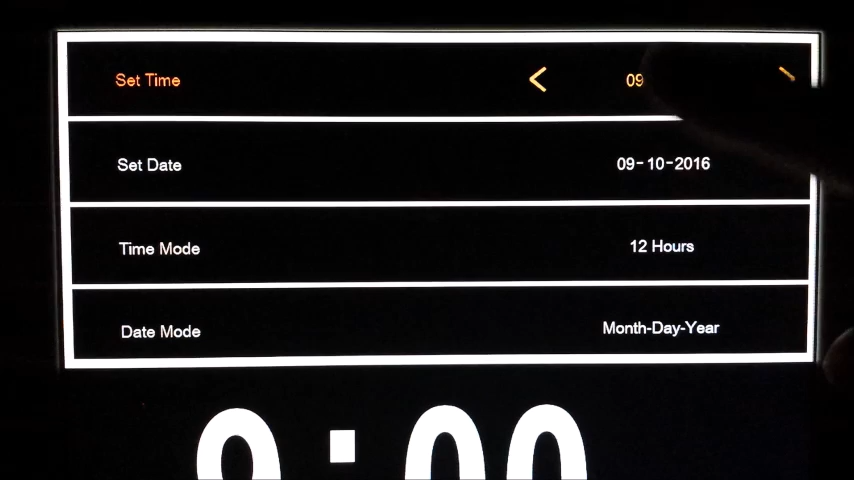 Set Time < 09
Set Date 09-10-2016
Time Mode 12 Hours
Date Mode Month-Day-Year